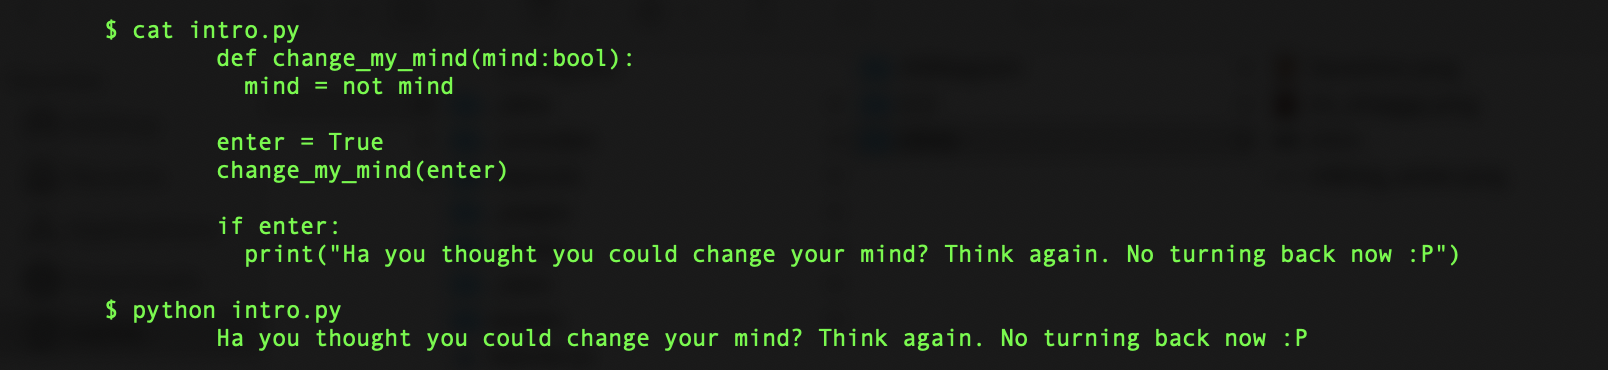 $ cat intro.py
def change_my_mind(mind:bool):
mind = not mind
enter = True
change_my_mind(enter)
if enter:
print("Ha you thought you could change your mind? Think again. No turning back now :P")
$ python intro.py
Ha you thought you could change your mind? Think again. No turning back now :P